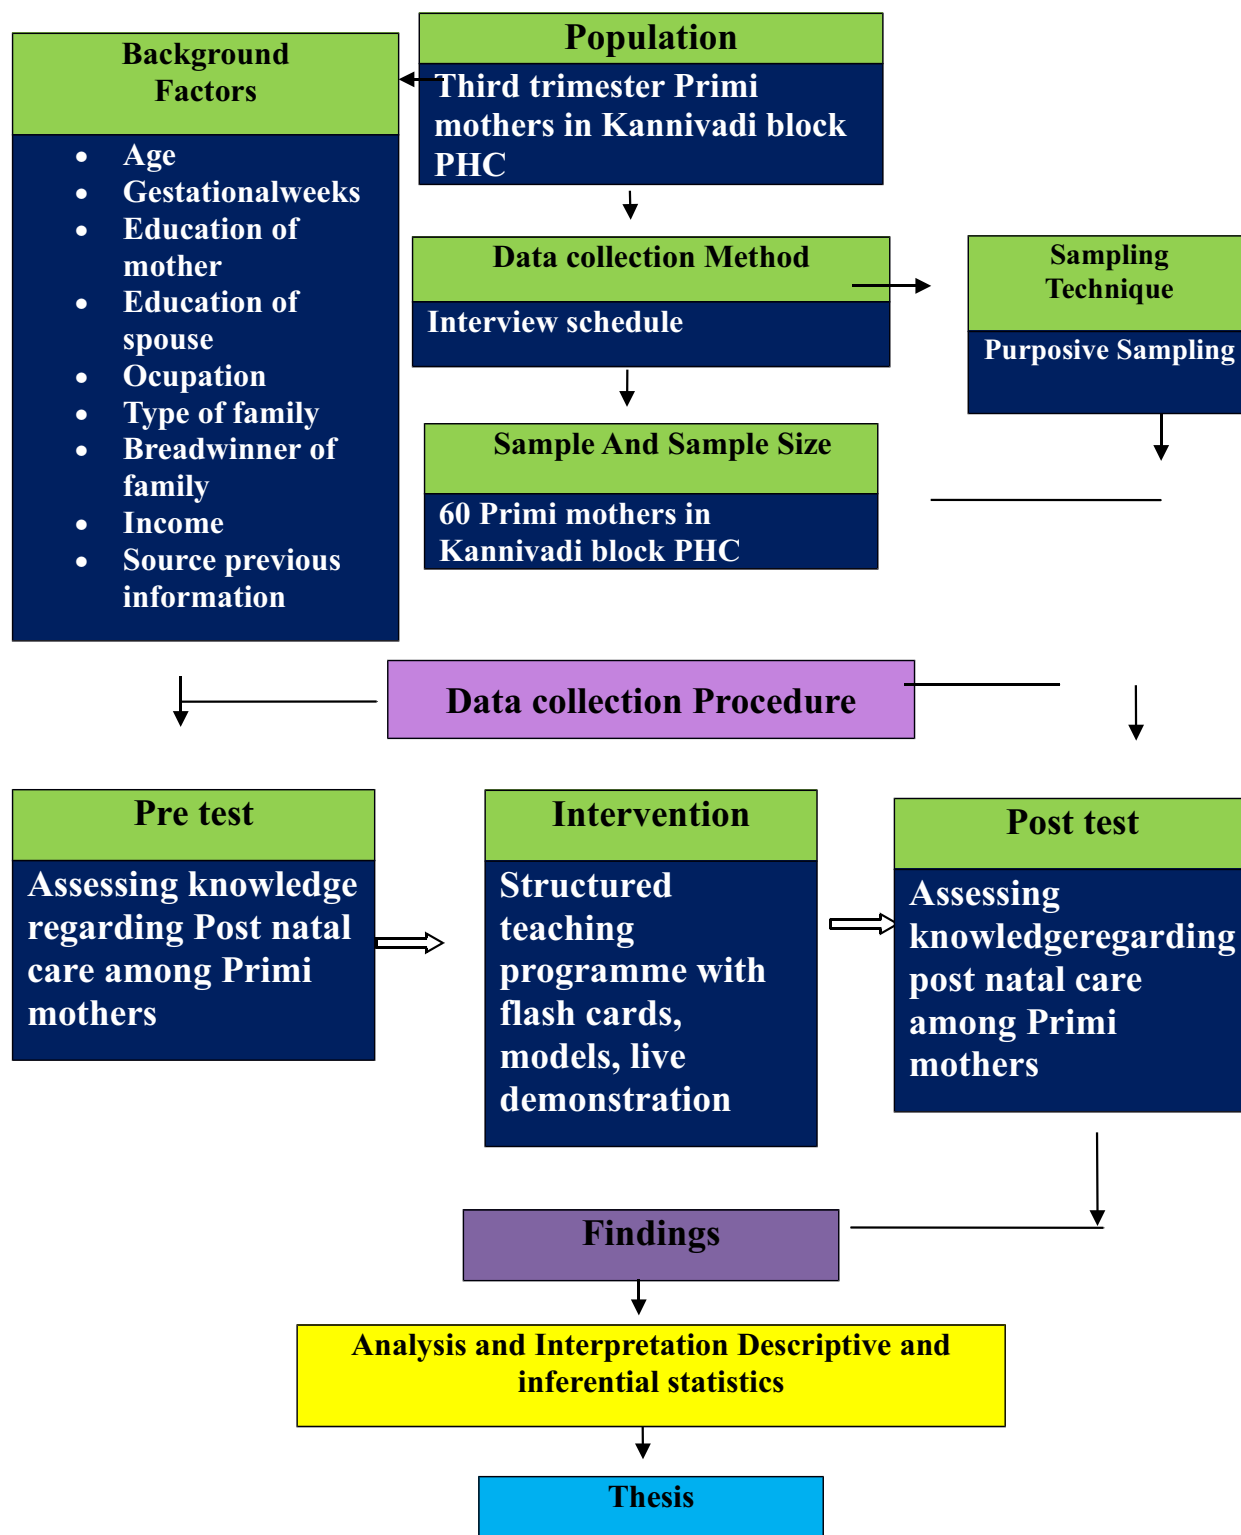 Background
Factors
• Age
• Gestationalweeks
• Education of
mother
• Education of
spouse
• Ocupation
• Type of family
• Breadwinner of
family
• Income
• Source previous
information
Population
Third trimester Primi
mothers in Kannivadi block
PHC
Data collection Method
Interview schedule
Sampling
Technique
Purposive Sampling
Sample And Sample Size
60 Primi mothers in
Kannivadi block PHC
Data collection Procedure
Pre test
Assessing knowledge
regarding Post natal
care among Primi
mothers
Intervention
Structured
teaching
programme with
flash cards,
models, live
demonstration
Post test
Assessing
knowledgeregarding
post natal care
among Primi
mothers
Findings
Analysis and Interpretation Descriptive and
inferential statistics
Thesis